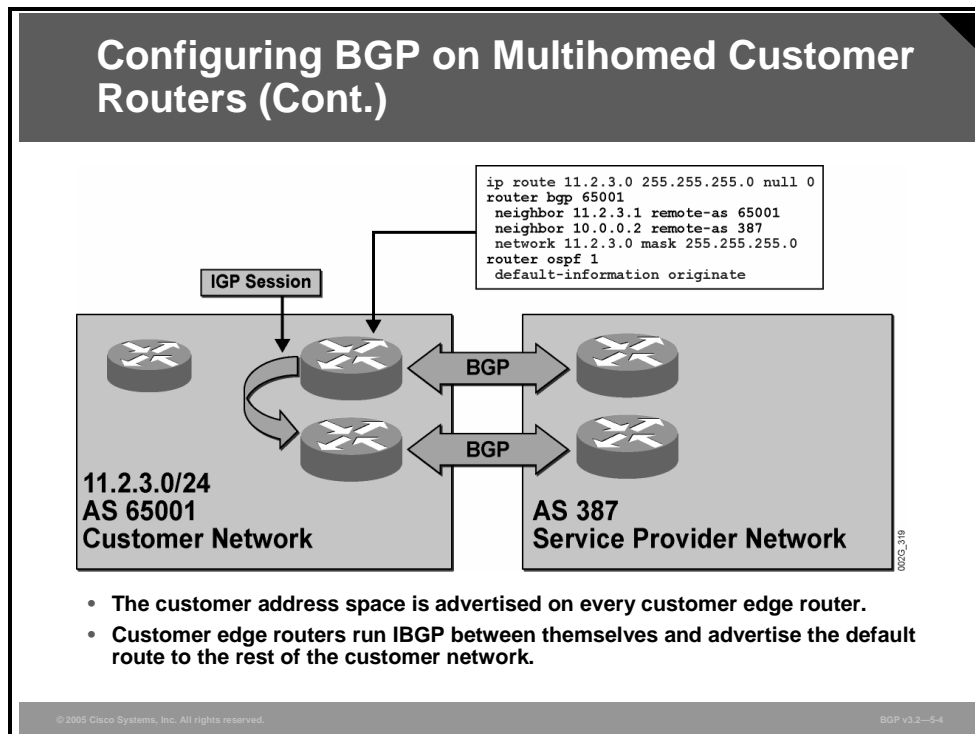 Configuring BGP on Multihomed Customer
Routers (Cont.)
ip route 11.2.3.0 255.255.255.0 null 0
router bgp 65001
neighbor 11.2.3.1 remote-as 65001
neighbor 10.0.0.2 remote-as 387
network 11.2.3.0 mask 255.255.255.0
router ospf 1
default-information originate
IGP Session
BGP
BGP
11.2.3.0/24
AS 65001
Customer Network
AS 387
Service Provider Network
002G_319
• The customer address space is advertised on every customer edge router.
• Customer edge routers run IBGP between themselves and advertise the default
route to the rest of the customer network.
© 2005 Cisco Systems, Inc. All rights reserved.
BGP v3.2—5-4